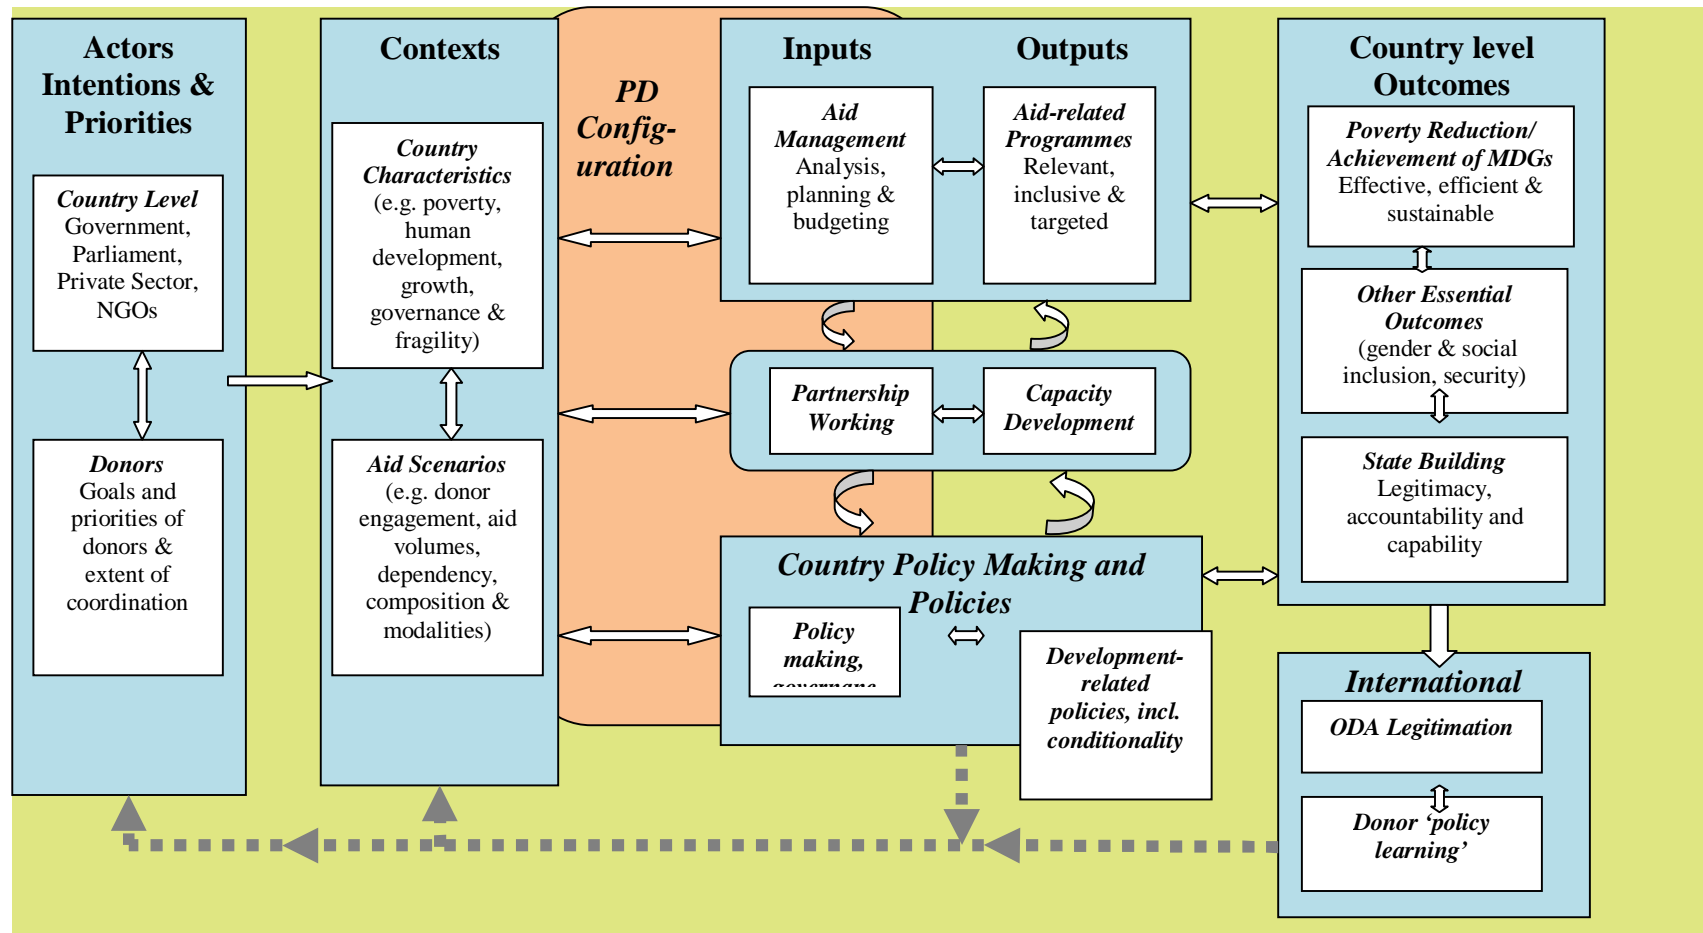 Actors
Intentions &
Priorities
Country Level
Government,
Parliament,
Private Sector,
NGOs
Donors
Goals and
priorities of
donors &
extent of
coordination
Contexts
Country
Characteristics
(e.g. poverty,
human
development,
growth,
governance &
fragility)
Aid Scenarios
(e.g. donor
engagement, aid
volumes,
dependency,
composition &
modalities)
PD
Config-
uration
Inputs
Outputs
Aid
Management
Analysis,
planning &
budgeting
Aid-related
Programmes
Relevant,
inclusive &
targeted
Partnership
Working
Capacity
Development
Country Policy Making and
Policies
Policy
making,
Development-
related
policies, incl.
conditionality
Country level
Outcomes
Poverty Reduction/
Achievement of MDGs
Effective, efficient &
sustainable
Other Essential
Outcomes
(gender & social
inclusion, security)
State Building
Legitimacy,
accountability and
capability
International
ODA Legitimation
Donor ‘policy
learning’